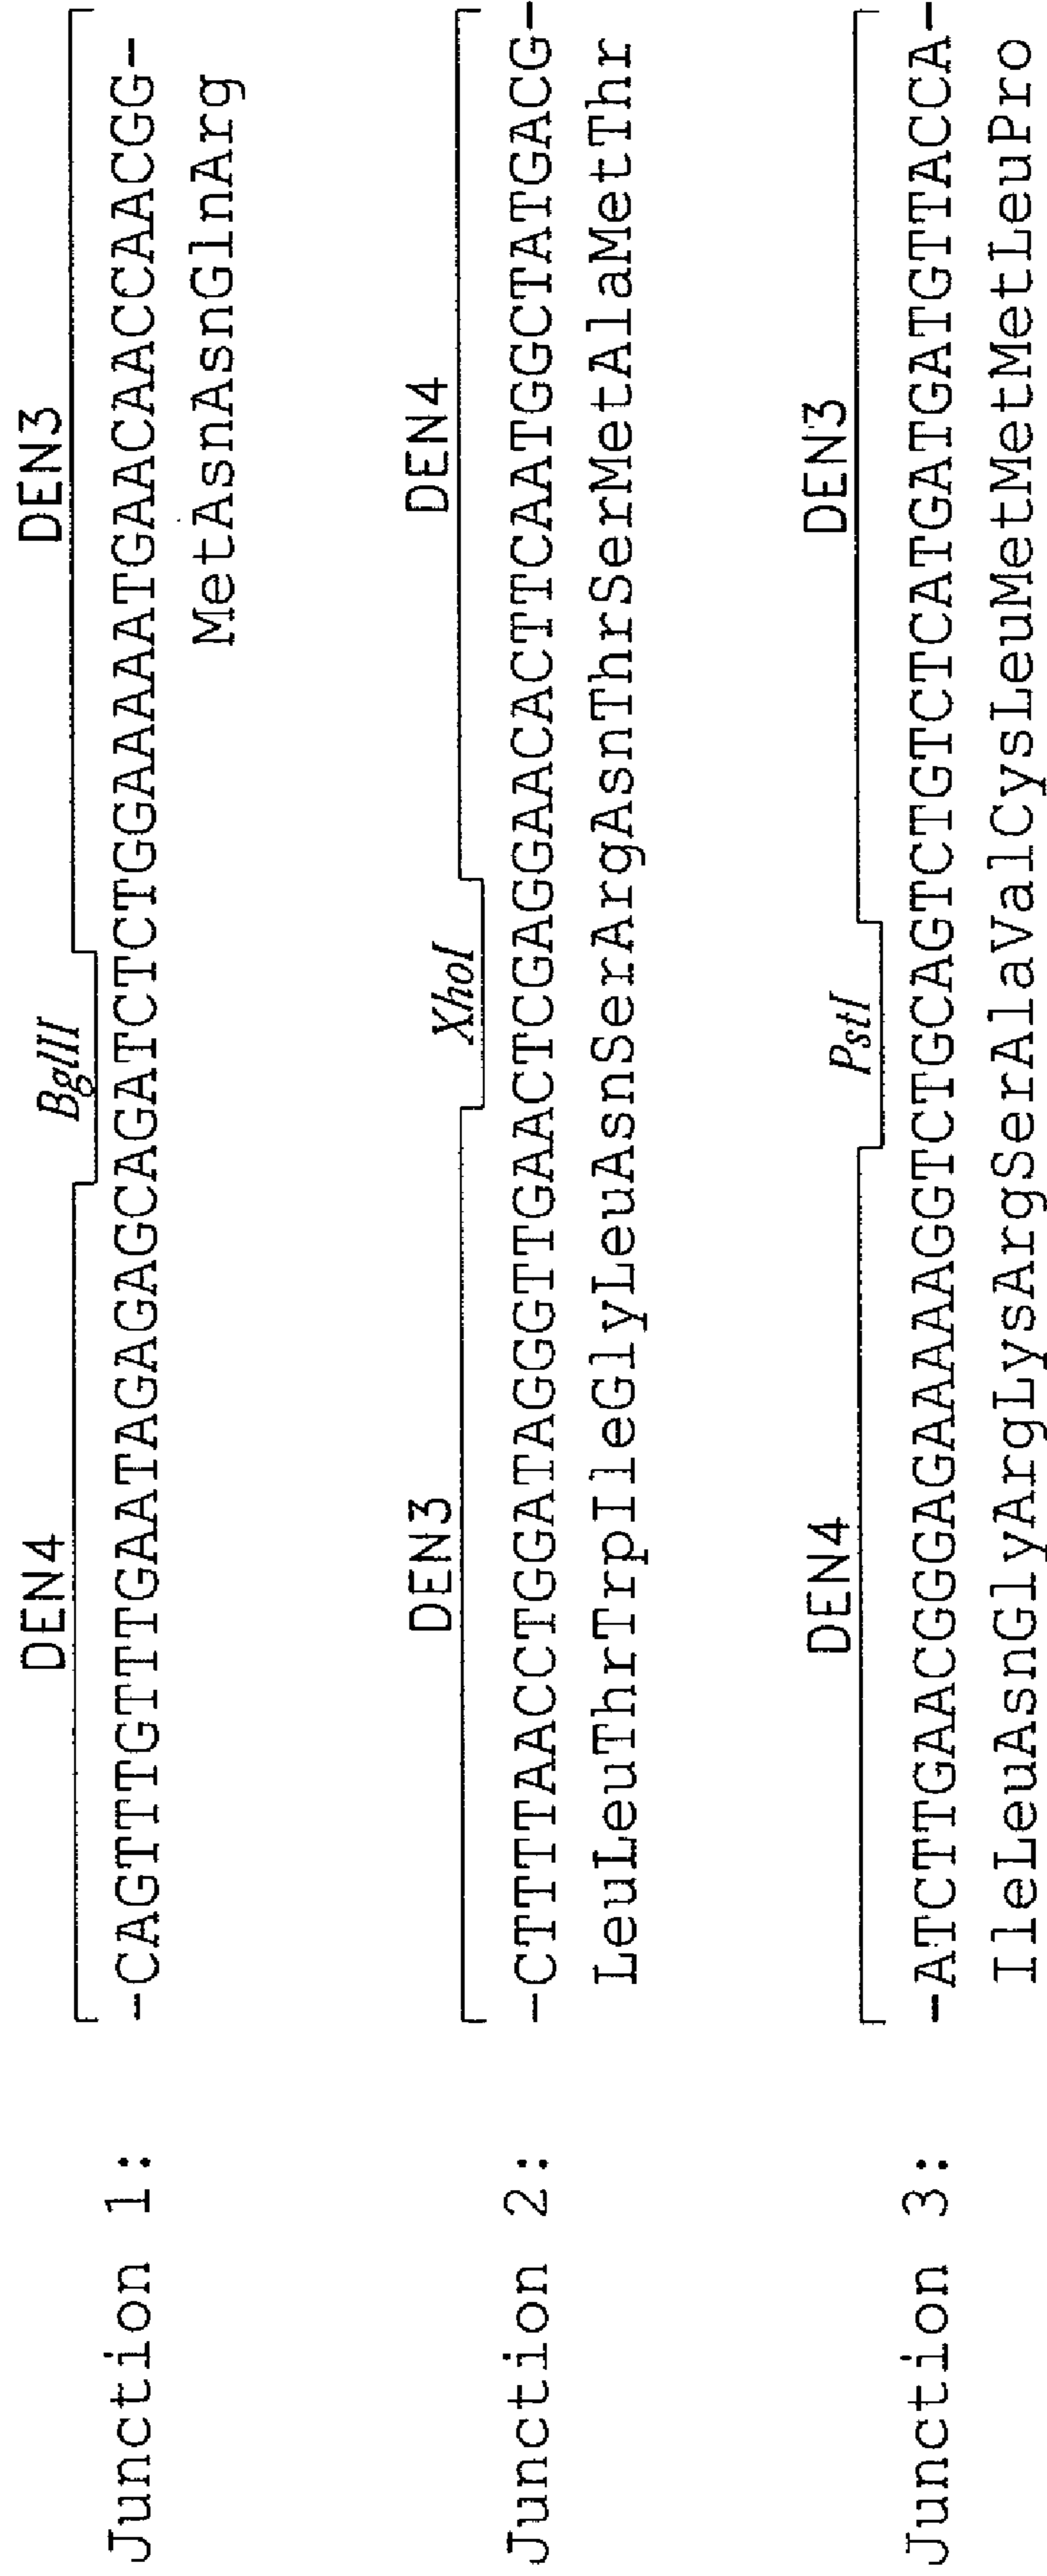 DEN4 BglII DEN3
Junction 1: -CAGTTTGTTTGAATAGAGAGCAGATCTCTGGAAAAATGAACAACCAACGG-
MetAsnAsnGlnArg
DEN3 XhoI DEN4
Junction 2: -CTTTTAACCTGGATAGGGTTGAACTCGAGGAACACTTCAATGGCTATGACG-
LeuLeuThrTrpIleGlyLeuAsnSerArgAsnThrSerMetAlaMetThr
DEN4 PstI DEN3
Junction 3: -ATCTTGAACGGGAGAAAAAGGTCTGCAGTCTGTCTCATGATGATGTTACCA-
IleLeuAsnGlyArgLysArgSerAlaValCysLeuMetMetMetLeuPro